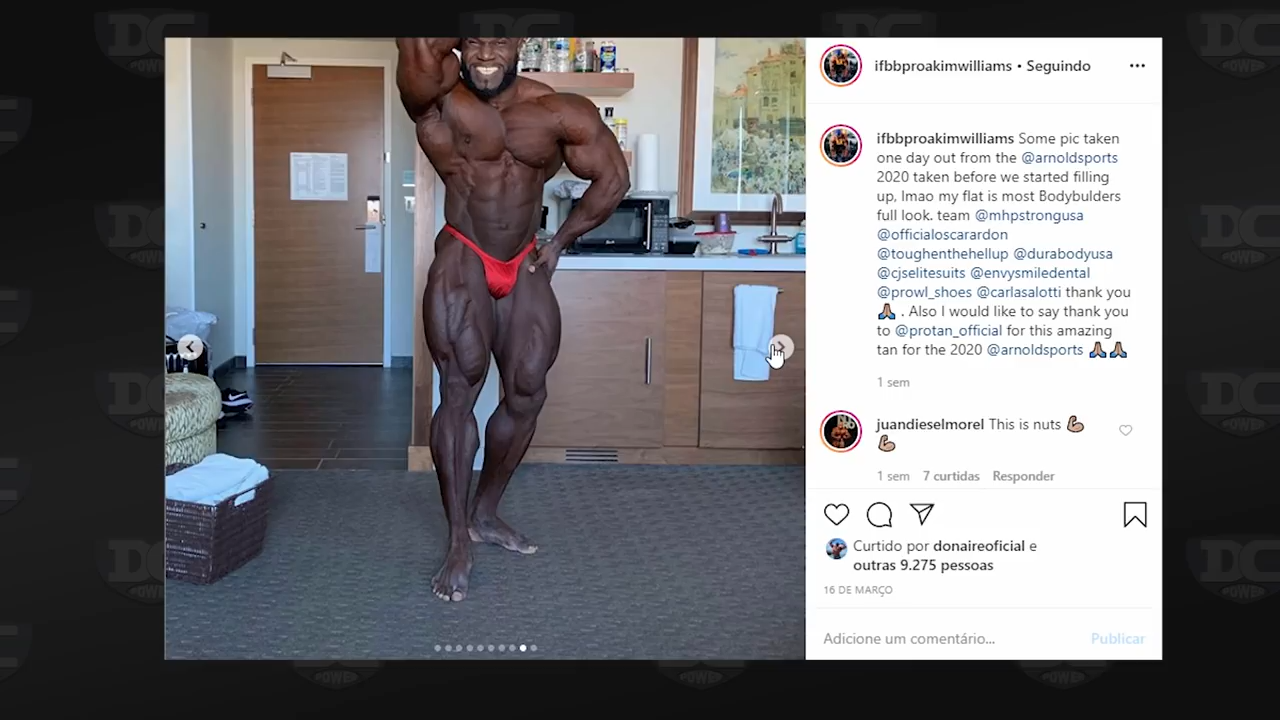 ifbbproakimwilliams • Seguindo
ifbbproakimwilliams Some pic taken
one day out from the @arnoldsports
2020 taken before we started filling
up, lmao my flat is most Bodybulders
full look. team @mhpstrongusa
@officialoscarardon
@toughenthehellup @durabodyusa
@cjselitesuits @envysmiledental
@prowl_shoes @carlasalotti thank you
🙏🏽 . Also I would like to say thank you
to @protan_official for this amazing
tan for the 2020 @arnoldsports 🙏🏽🙏🏽
1 sem
juandieselmorel This is nuts 💪🏽
💪🏽
1 sem 7 curtidas Responder
Curtido por donaireoficial e
outras 9.275 pessoas
16 DE MARÇO
Adicione um comentário... Publicar
DC
POWER